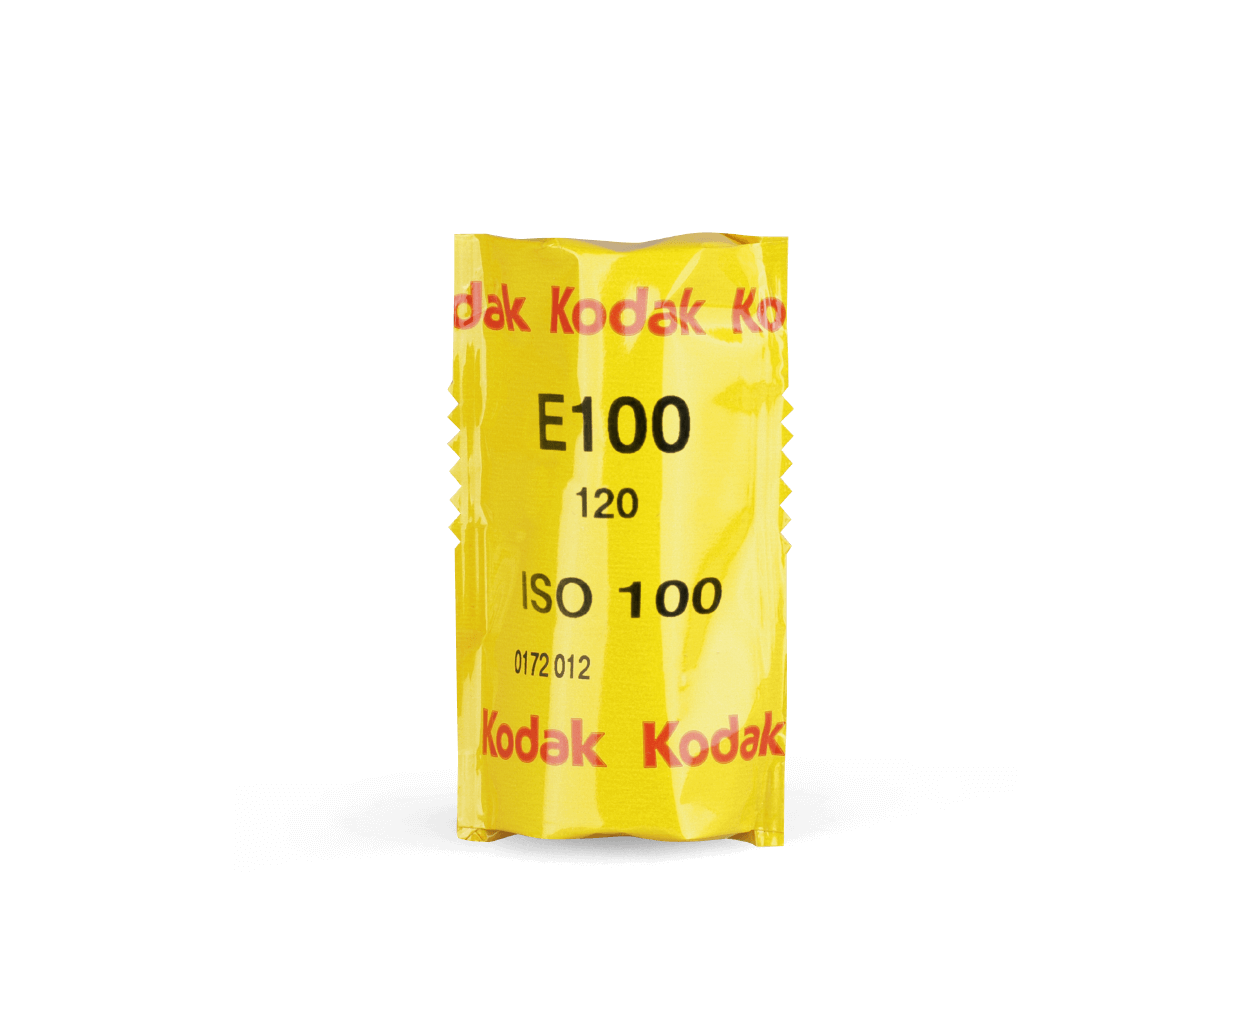 dak Kodak Ko
E100
120
ISO 100
0172 012
Kodak Kodak